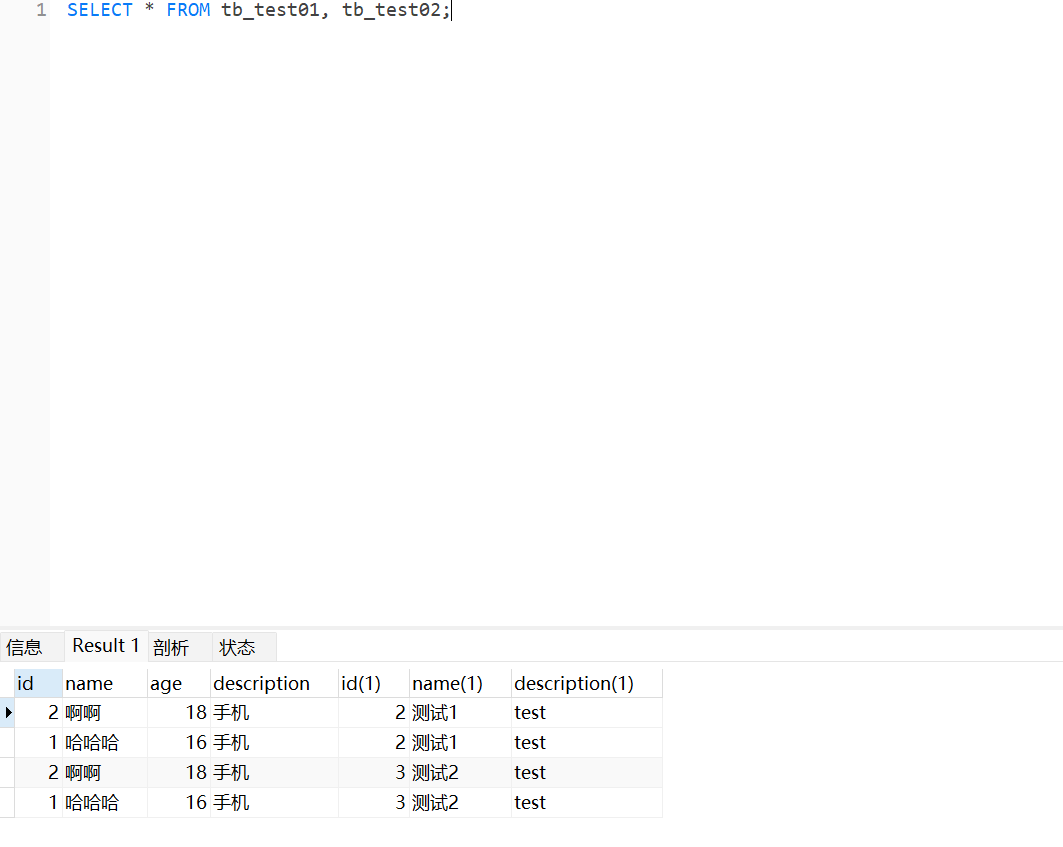 1 SELECT * FROM tb_test01, tb_test02;
信息 Result 1 剖析 状态
id name age description id(1) name(1) description(1)
2 啊啊 18 手机 2 测试1 test
1 哈哈哈 16 手机 2 测试1 test
2 啊啊 18 手机 3 测试2 test
1 哈哈哈 16 手机 3 测试2 test